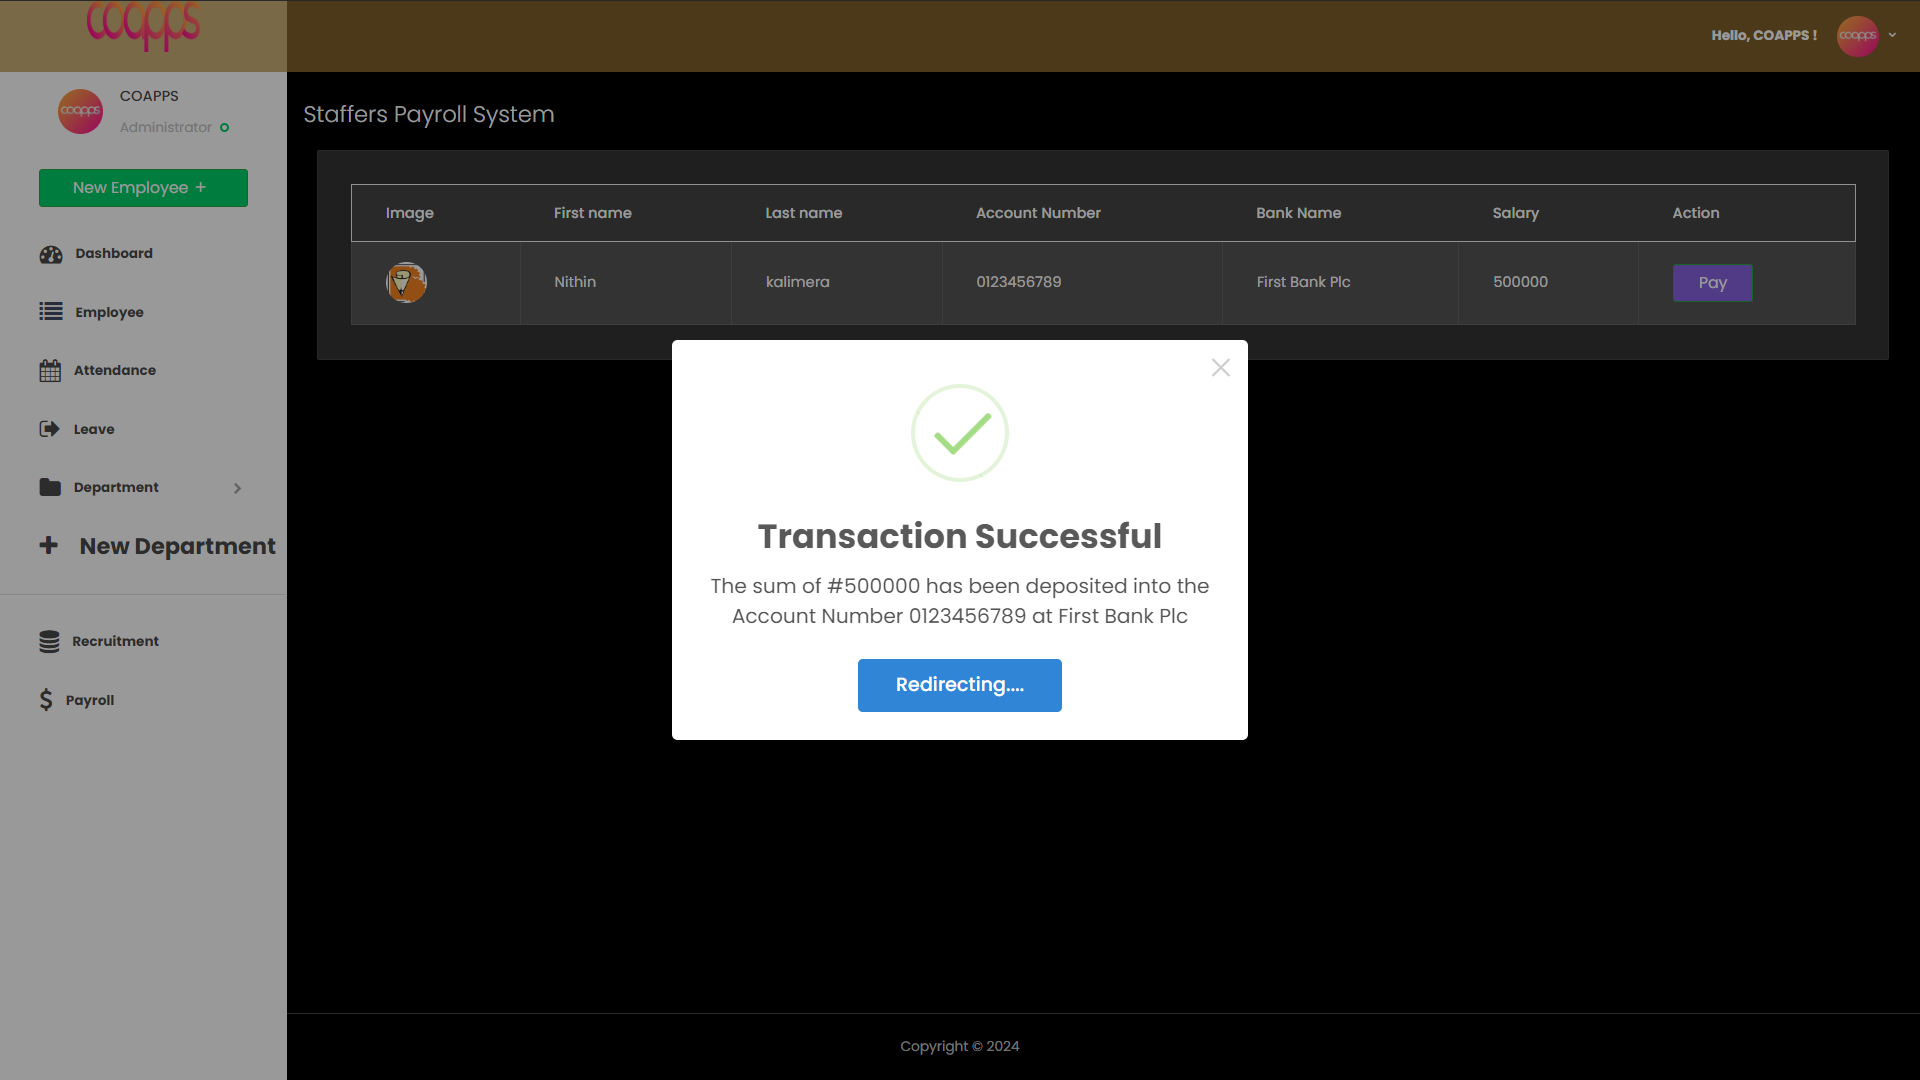 coapps
Hello, COAPPS !
coapps
coapps
COAPPS
Administrator
New Employee +
Dashboard
Employee
Attendance
Leave
Department
New Department
Recruitment
Payroll
Staffers Payroll System
Image First name Last name Account Number Bank Name Salary Action
Nithin kalimera 0123456789 First Bank Plc 500000 Pay
Transaction Successful
The sum of #500000 has been deposited into the
Account Number 0123456789 at First Bank Plc
Redirecting....
Copyright © 2024